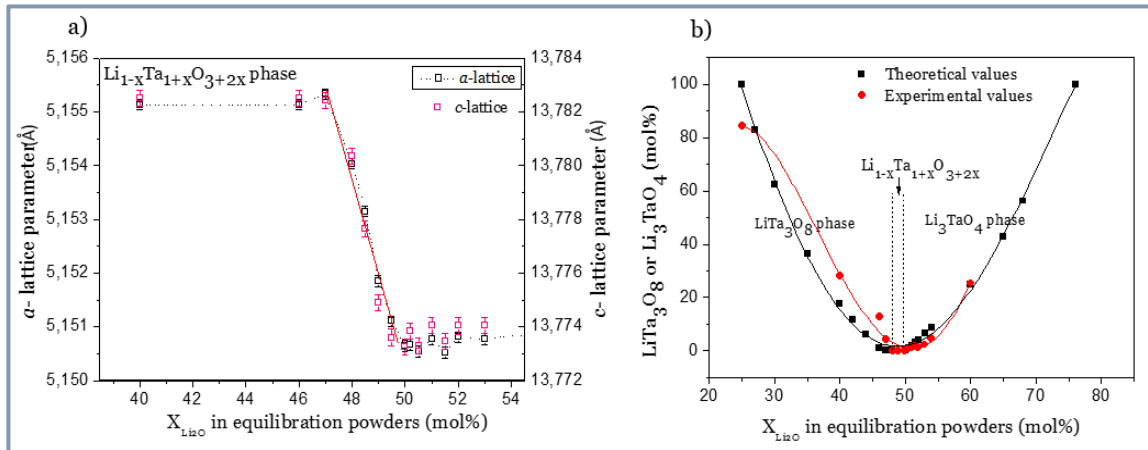 a)
5,156
5,155
5,154
5,153
5,152
5,151
5,150
a- lattice parameter(Å)
Li1-xTa1+xO3+2x phase
a-lattice
c-lattice
13,784
13,782
13,780
13,778
13,776
13,774
13,772
c- lattice parameter (Å)
40 42 44 46 48 50 52 54
XLi2O in equilibration powders (mol%)
b)
100
80
60
40
20
0
LiTa3O8 or Li3TaO4 (mol%)
Theoretical values
Experimental values
Li1-xTa1+xO3+2x
LiTa3O8 phase
Li3TaO4 phase
20 30 40 50 60 70 80
XLi2O in equilibration powders (mol%)